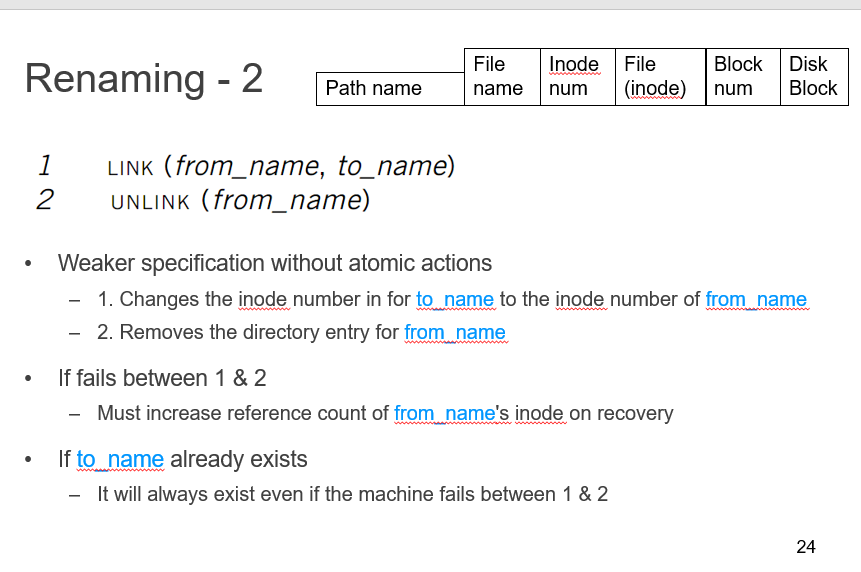 Renaming - 2
Path name
File name
Inode num
File (inode)
Block num
Disk Block
1 LINK (from_name, to_name)
2 UNLINK (from_name)
• Weaker specification without atomic actions
– 1. Changes the inode number in for to_name to the inode number of from_name
– 2. Removes the directory entry for from_name
• If fails between 1 & 2
– Must increase reference count of from_name's inode on recovery
• If to_name already exists
– It will always exist even if the machine fails between 1 & 2
24